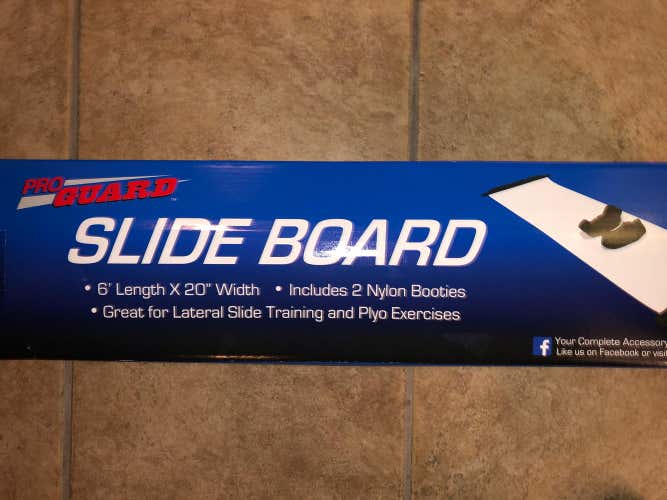 PRO
GUARD™
SLIDE BOARD
• 6' Length X 20" Width • Includes 2 Nylon Booties
• Great for Lateral Slide Training and Plyo Exercises
f Your Complete Accessory
Like us on Facebook or visit